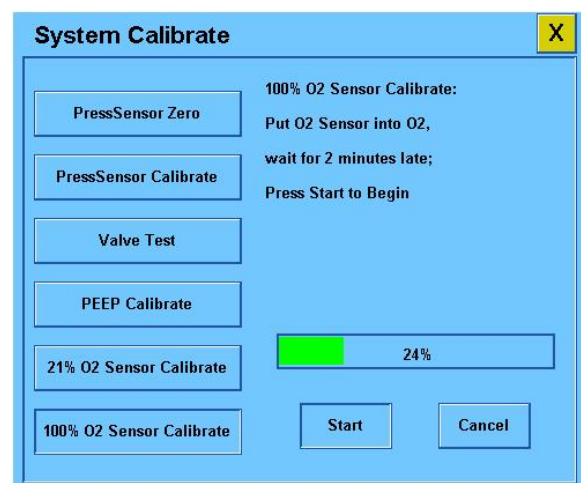 System Calibrate
X
PressSensor Zero
PressSensor Calibrate
Valve Test
PEEP Calibrate
21% O2 Sensor Calibrate
100% O2 Sensor Calibrate
100% O2 Sensor Calibrate:
Put O2 Sensor into O2,
wait for 2 minutes late;
Press Start to Begin
24%
Start
Cancel